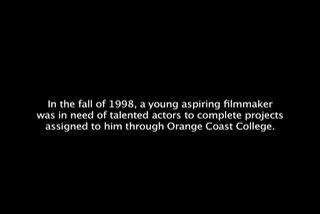 In the fall of 1998, a young aspiring filmmaker
was in need of talented actors to complete projects
assigned to him through Orange Coast College.